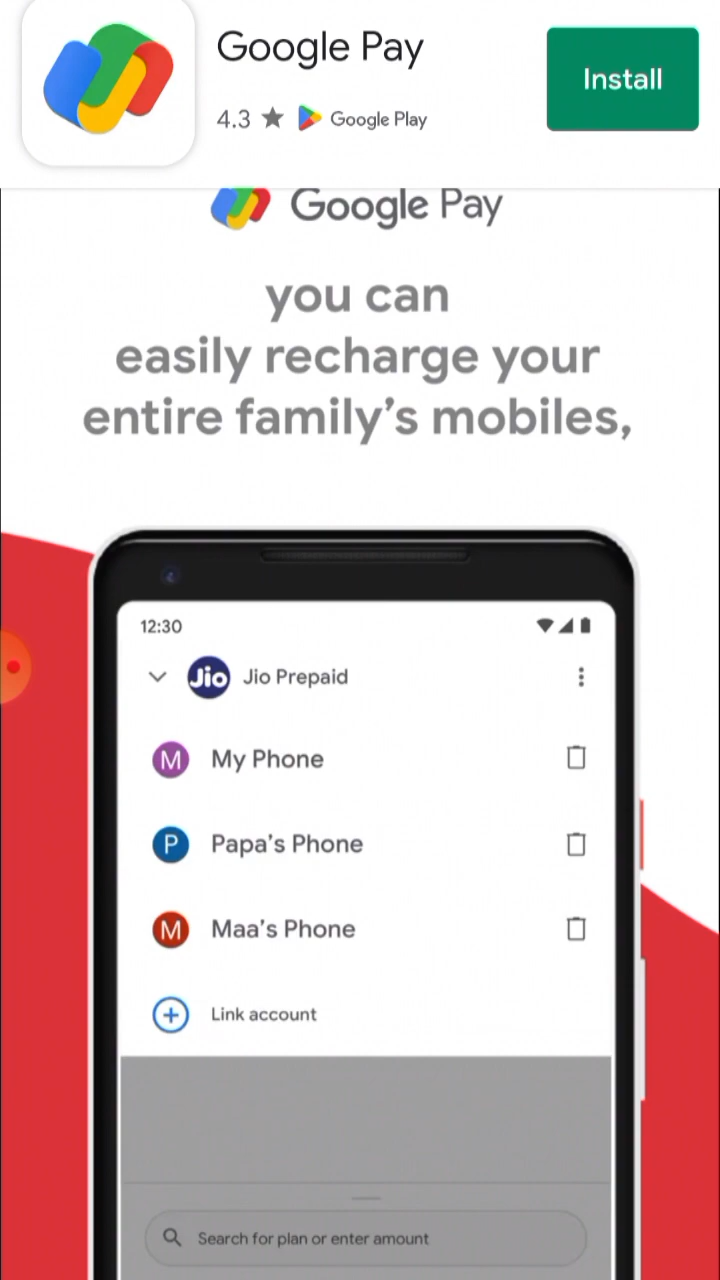 Google Pay
4.3 ★ Google Play
Install
Google Pay
you can
easily recharge your
entire family’s mobiles,
12:30
Jio Jio Prepaid
M My Phone
P Papa’s Phone
M Maa’s Phone
Link account
Search for plan or enter amount